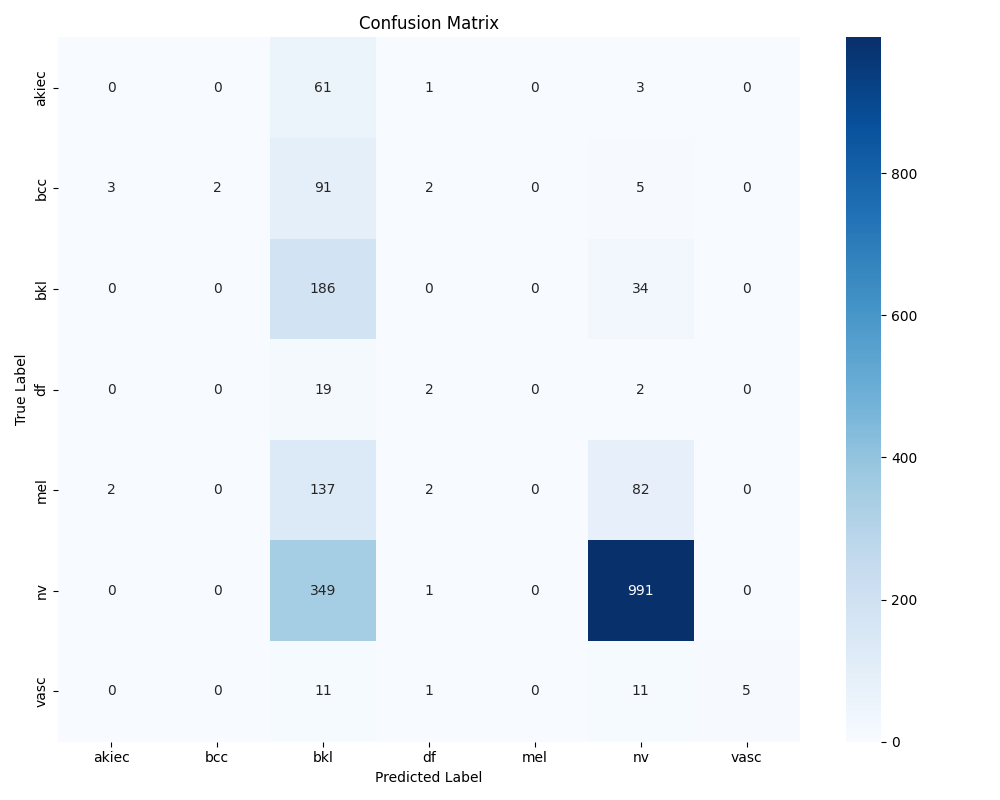 Confusion Matrix
akiec 0 0 61 1 0 3 0
bcc 3 2 91 2 0 5 0
bkl 0 0 186 0 0 34 0
df 0 0 19 2 0 2 0
mel 2 0 137 2 0 82 0
nv 0 0 349 1 0 991 0
vasc 0 0 11 1 0 11 5
akiec bcc bkl df mel nv vasc
Predicted Label
True Label
800
600
400
200
0